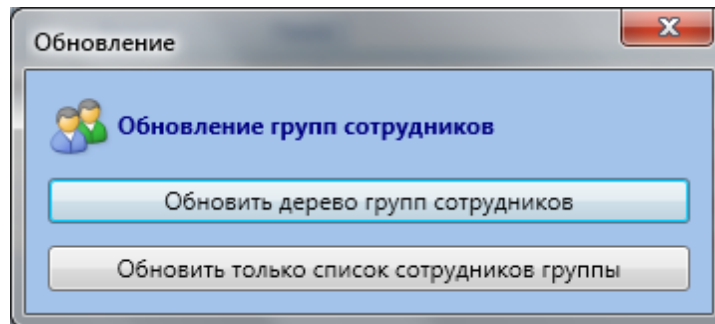 Обновление
Обновление групп сотрудников
Обновить дерево групп сотрудников
Обновить только список сотрудников группы